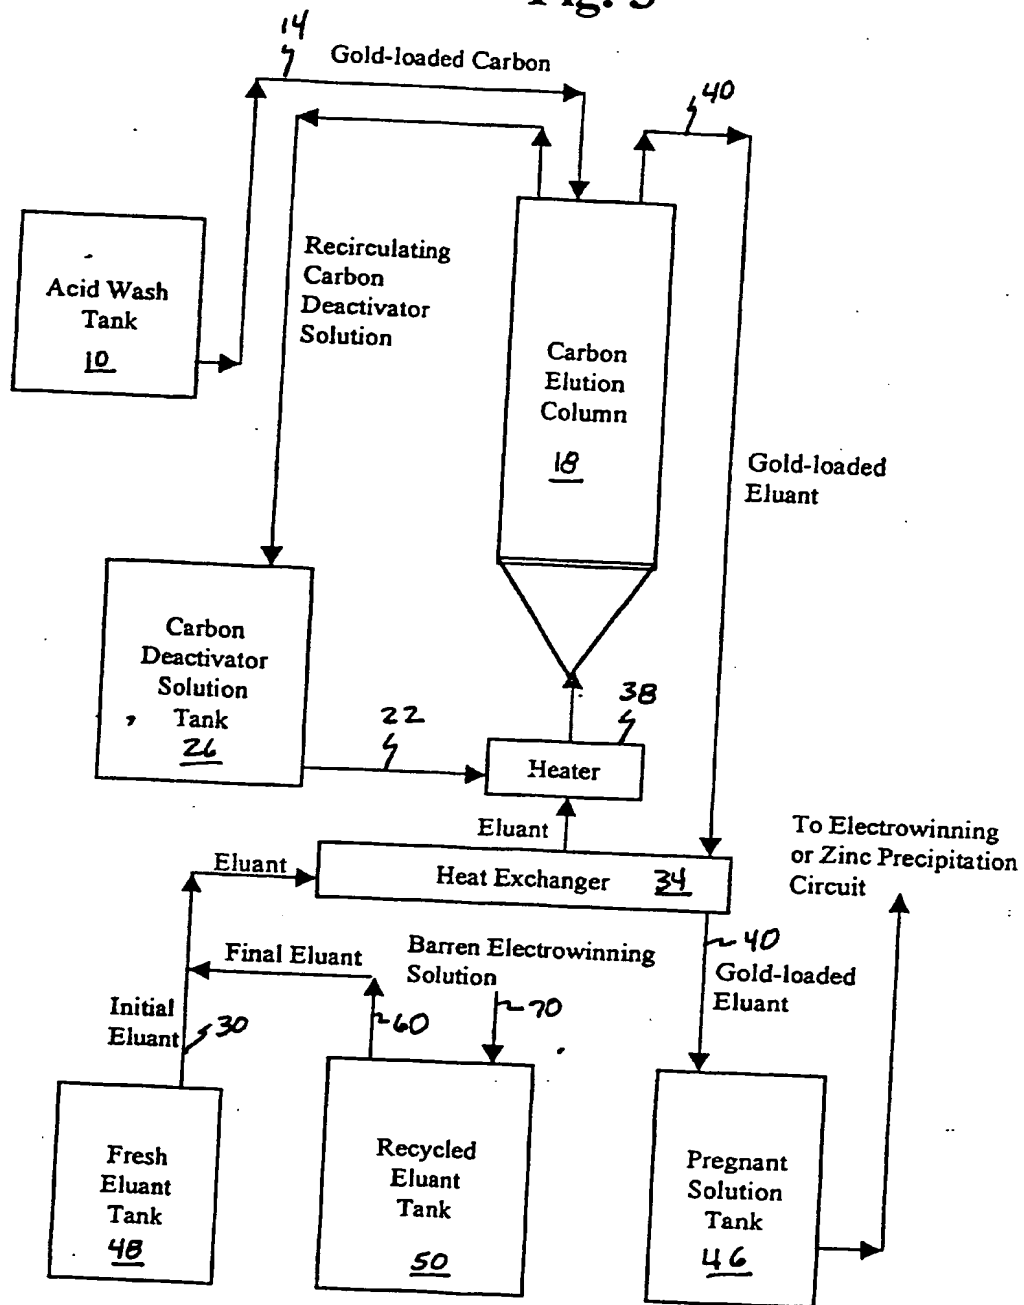 Fig. 3
14
Gold-loaded Carbon
40
Recirculating
Carbon
Deactivator
Solution
Acid Wash
Tank
10
Carbon
Elution
Column
18
Gold-loaded
Eluant
Carbon
Deactivator
Solution
Tank
26
22
38
Heater
Eluant
To Electrowinning
or Zinc Precipitation
Circuit
Eluant
Heat Exchanger 34
Final Eluant
Barren Electrowinning
Solution
40
Gold-loaded
Eluant
Initial
Eluant
30
60
70
Fresh
Eluant
Tank
48
Recycled
Eluant
Tank
50
Pregnant
Solution
Tank
46